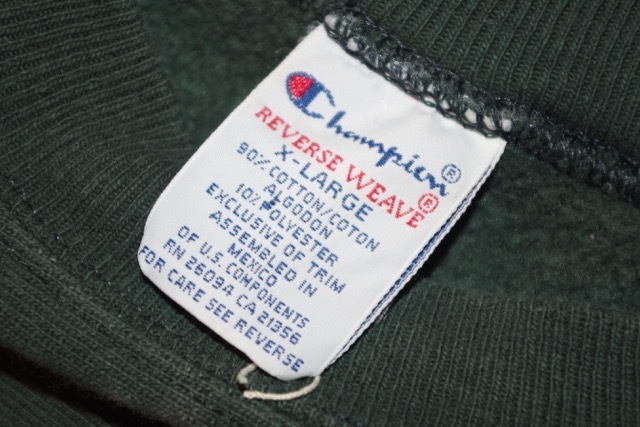 Champion®
REVERSE WEAVE®
X-LARGE
90% COTTON/COTON
ALGODON
10% POLYESTER
EXCLUSIVE OF TRIM
ASSEMBLED IN
MEXICO
OF U.S. COMPONENTS
RN 26094 CA 21356
FOR CARE SEE REVERSE